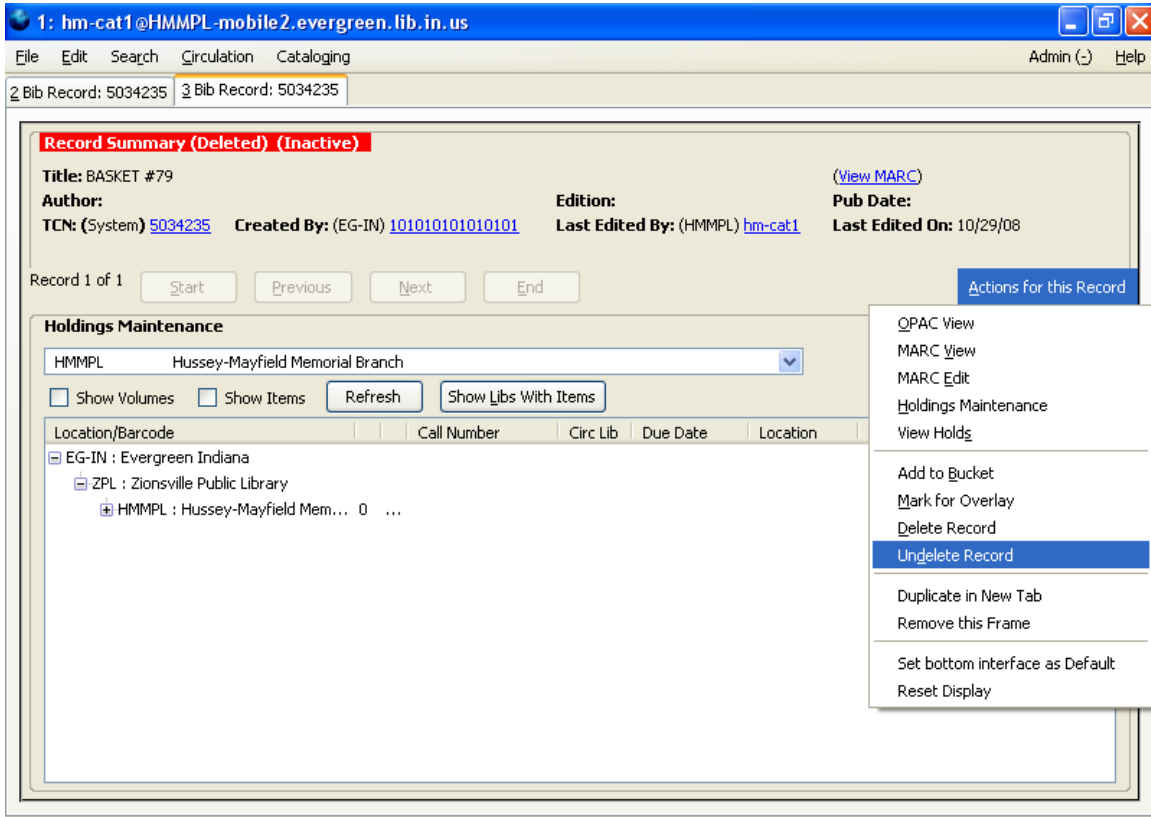 1: hm-cat1@HMMPL-mobile2.evergreen.lib.in.us
File Edit Search Circulation Cataloging Admin (-) Help
2 Bib Record: 5034235 3 Bib Record: 5034235
Record Summary (Deleted) (Inactive)
Title: BASKET #79 (View MARC)
Author: Edition: Pub Date:
TCN: (System) 5034235 Created By: (EG-IN) 101010101010101 Last Edited By: (HMMPL) hm-cat1 Last Edited On: 10/29/08
Record 1 of 1 Start Previous Next End Actions for this Record
Holdings Maintenance
HMMPL Hussey-Mayfield Memorial Branch
Show Volumes Show Items Refresh Show Libs With Items
Location/Barcode Call Number Circ Lib Due Date Location
EG-IN : Evergreen Indiana
ZPL : Zionsville Public Library
HMMPL : Hussey-Mayfield Mem... 0 ...
OPAC View
MARC View
MARC Edit
Holdings Maintenance
View Holds
Add to Bucket
Mark for Overlay
Delete Record
Undelete Record
Duplicate in New Tab
Remove this Frame
Set bottom interface as Default
Reset Display